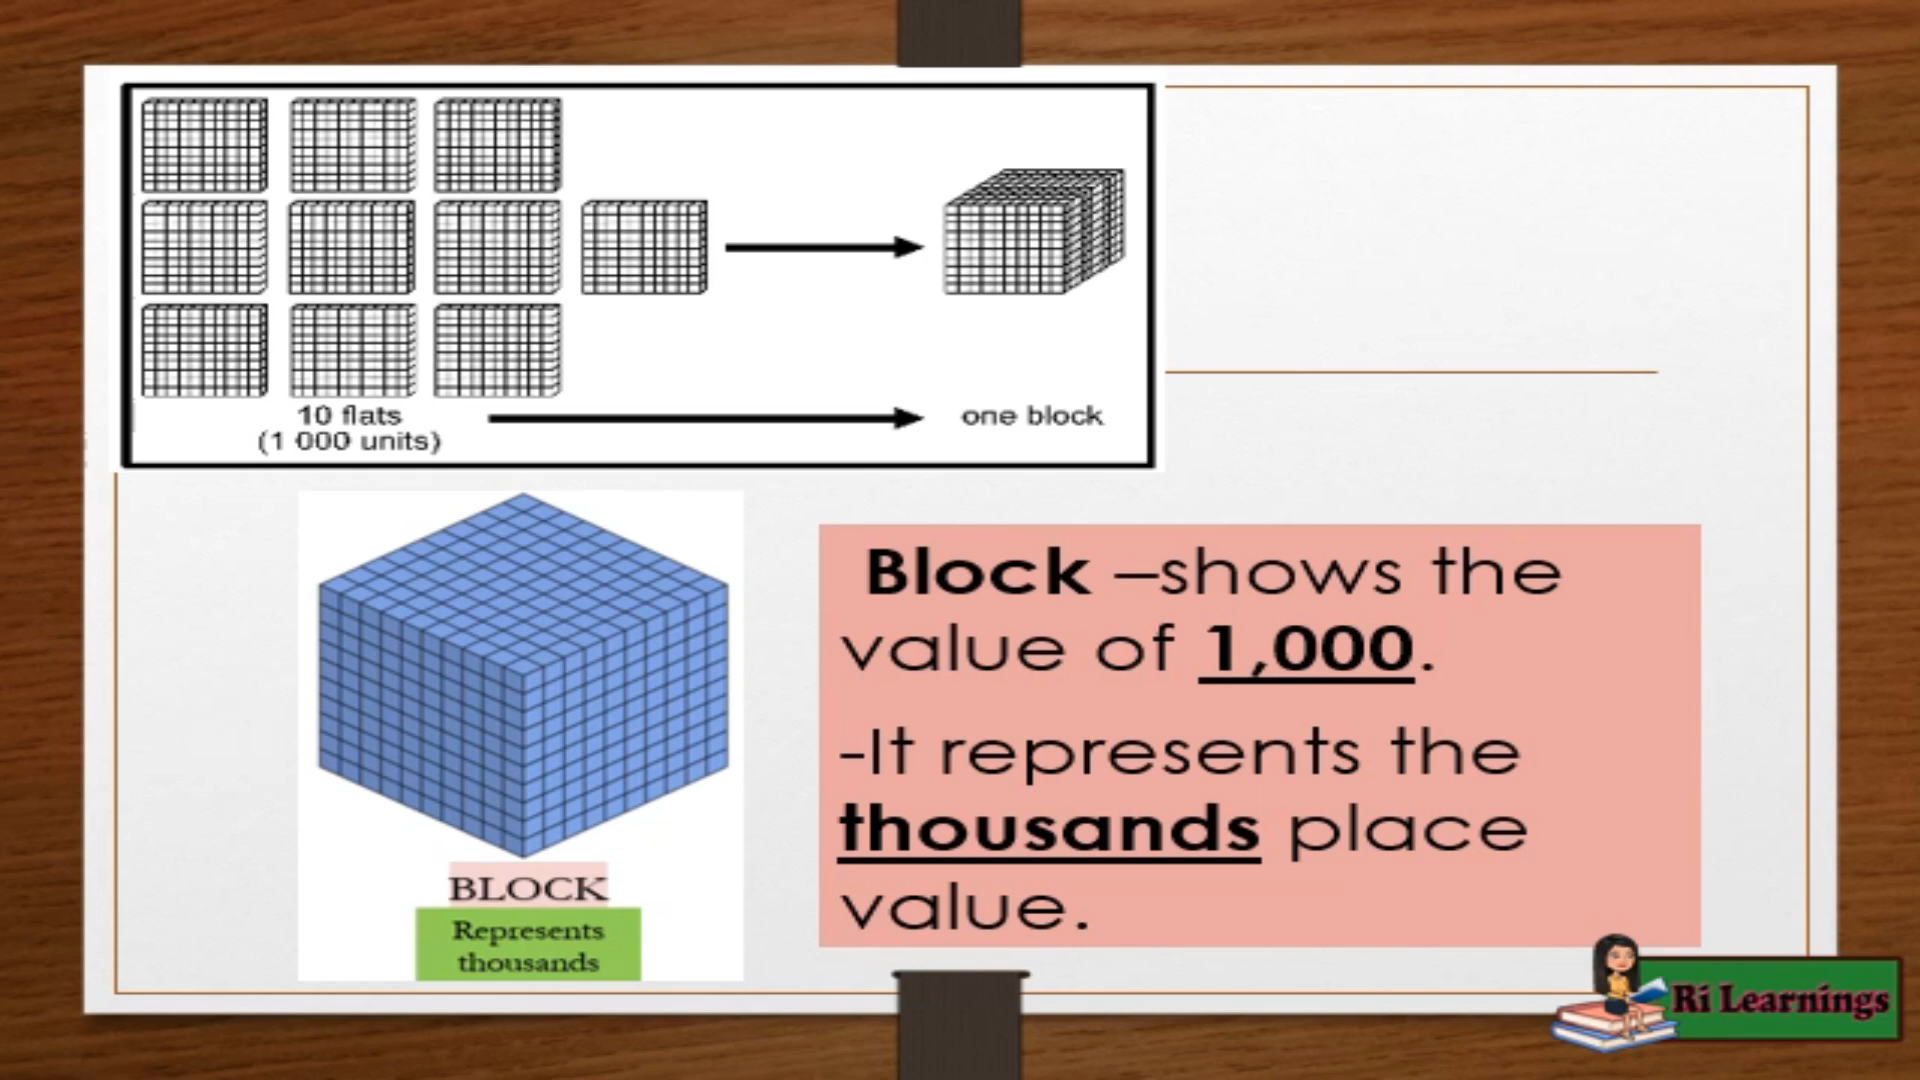 10 flats
(1 000 units)
one block
BLOCK
Represents
thousands
Block –shows the
value of 1,000.
-It represents the
thousands place
value.
Ri Learnings